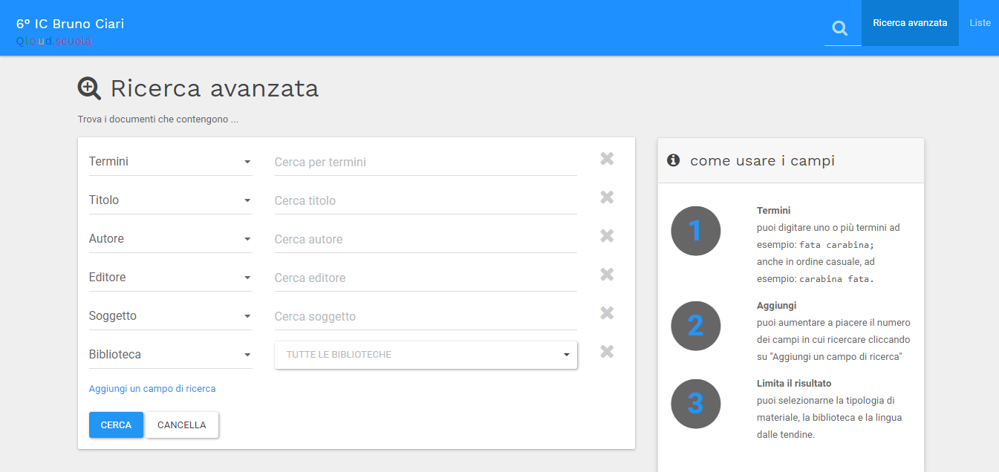 6° IC Bruno Ciari
Qloud.scuola
Ricerca avanzata
Liste
Ricerca avanzata
Trova i documenti che contengono ...
Termini
Cerca per termini
Titolo
Cerca titolo
Autore
Cerca autore
Editore
Cerca editore
Soggetto
Cerca soggetto
Biblioteca
TUTTE LE BIBLIOTECHE
Aggiungi un campo di ricerca
CERCA
CANCELLA
come usare i campi
1
Termini
puoi digitare uno o più termini ad
esempio: fata carabina;
anche in ordine casuale, ad
esempio: carabina fata.
2
Aggiungi
puoi aumentare a piacere il numero
dei campi in cui ricercare cliccando
su "Aggiungi un campo di ricerca"
3
Limita il risultato
puoi selezionarne la tipologia di
materiale, la biblioteca e la lingua
dalle tendine.